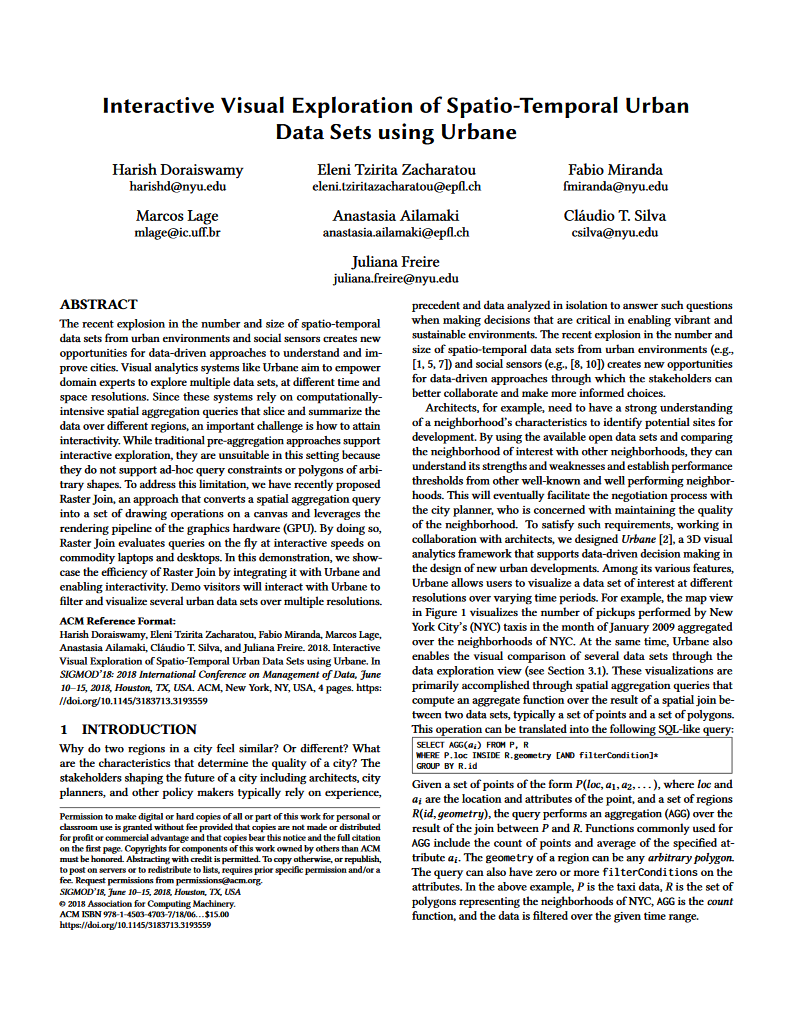 Interactive Visual Exploration of Spatio-Temporal Urban
Data Sets using Urbane
Harish Doraiswamy
harishd@nyu.edu
Eleni Tzirita Zacharatou
eleni.tziritazacharatou@epfl.ch
Fabio Miranda
fmiranda@nyu.edu
Marcos Lage
mlage@ic.uff.br
Anastasia Ailamaki
anastasia.ailamaki@epfl.ch
Cláudio T. Silva
csilva@nyu.edu
Juliana Freire
juliana.freire@nyu.edu
ABSTRACT
The recent explosion in the number and size of spatio-temporal
data sets from urban environments and social sensors creates new
opportunities for data-driven approaches to understand and im-
prove cities. Visual analytics systems like Urbane aim to empower
domain experts to explore multiple data sets, at different time and
space resolutions. Since these systems rely on computationally-
intensive spatial aggregation queries that slice and summarize the
data over different regions, an important challenge is how to attain
interactivity. While traditional pre-aggregation approaches support
interactive exploration, they are unsuitable in this setting because
they do not support ad-hoc query constraints or polygons of arbi-
trary shapes. To address this limitation, we have recently proposed
Raster Join, an approach that converts a spatial aggregation query
into a set of drawing operations on a canvas and leverages the
rendering pipeline of the graphics hardware (GPU). By doing so,
Raster Join evaluates queries on the fly at interactive speeds on
commodity laptops and desktops. In this demonstration, we show-
case the efficiency of Raster Join by integrating it with Urbane and
enabling interactivity. Demo visitors will interact with Urbane to
filter and visualize several urban data sets over multiple resolutions.
ACM Reference Format:
Harish Doraiswamy, Eleni Tzirita Zacharatou, Fabio Miranda, Marcos Lage,
Anastasia Ailamaki, Cláudio T. Silva, and Juliana Freire. 2018. Interactive
Visual Exploration of Spatio-Temporal Urban Data Sets using Urbane. In
SIGMOD'18: 2018 International Conference on Management of Data, June
10–15, 2018, Houston, TX, USA. ACM, New York, NY, USA, 4 pages. https:
//doi.org/10.1145/3183713.3193559
1 INTRODUCTION
Why do two regions in a city feel similar? Or different? What
are the characteristics that determine the quality of a city? The
stakeholders shaping the future of a city including architects, city
planners, and other policy makers typically rely on experience,
Permission to make digital or hard copies of all or part of this work for personal or
classroom use is granted without fee provided that copies are not made or distributed
for profit or commercial advantage and that copies bear this notice and the full citation
on the first page. Copyrights for components of this work owned by others than ACM
must be honored. Abstracting with credit is permitted. To copy otherwise, or republish,
to post on servers or to redistribute to lists, requires prior specific permission and/or a
fee. Request permissions from permissions@acm.org.
SIGMOD'18, June 10–15, 2018, Houston, TX, USA
© 2018 Association for Computing Machinery.
ACM ISBN 978-1-4503-4703-7/18/06...$15.00
https://doi.org/10.1145/3183713.3193559
precedent and data analyzed in isolation to answer such questions
when making decisions that are critical in enabling vibrant and
sustainable environments. The recent explosion in the number and
size of spatio-temporal data sets from urban environments (e.g.,
[1, 5, 7]) and social sensors (e.g., [8, 10]) creates new opportunities
for data-driven approaches through which the stakeholders can
better collaborate and make more informed choices.
Architects, for example, need to have a strong understanding
of a neighborhood's characteristics to identify potential sites for
development. By using the available open data sets and comparing
the neighborhood of interest with other neighborhoods, they can
understand its strengths and weaknesses and establish performance
thresholds from other well-known and well performing neighbor-
hoods. This will eventually facilitate the negotiation process with
the city planner, who is concerned with maintaining the quality
of the neighborhood. To satisfy such requirements, working in
collaboration with architects, we designed Urbane [2], a 3D visual
analytics framework that supports data-driven decision making in
the design of new urban developments. Among its various features,
Urbane allows users to visualize a data set of interest at different
resolutions over varying time periods. For example, the map view
in Figure 1 visualizes the number of pickups performed by New
York City's (NYC) taxis in the month of January 2009 aggregated
over the neighborhoods of NYC. At the same time, Urbane also
enables the visual comparison of several data sets through the
data exploration view (see Section 3.1). These visualizations are
primarily accomplished through spatial aggregation queries that
compute an aggregate function over the result of a spatial join be-
tween two data sets, typically a set of points and a set of polygons.
This operation can be translated into the following SQL-like query:
SELECT AGG(aᵢ) FROM P, R
WHERE P.loc INSIDE R.geometry [AND filterCondition]*
GROUP BY R.id
Given a set of points of the form P(loc, a₁, a₂, . . . ), where loc and
aᵢ are the location and attributes of the point, and a set of regions
R(id, geometry), the query performs an aggregation (AGG) over the
result of the join between P and R. Functions commonly used for
AGG include the count of points and average of the specified at-
tribute aᵢ. The geometry of a region can be any arbitrary polygon.
The query can also have zero or more filterConditions on the
attributes. In the above example, P is the taxi data, R is the set of
polygons representing the neighborhoods of NYC, AGG is the count
function, and the data is filtered over the given time range.